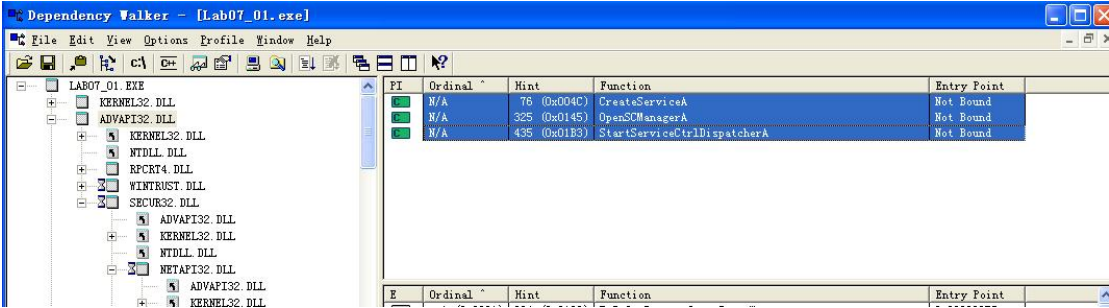 Dependency Walker - [Lab07_01.exe]
File Edit View Options Profile Window Help
c:\ C++
LAB07_01.EXE
KERNEL32.DLL
ADVAPI32.DLL
KERNEL32.DLL
NTDLL.DLL
RPCRT4.DLL
WINTRUST.DLL
SECUR32.DLL
ADVAPI32.DLL
KERNEL32.DLL
NTDLL.DLL
NETAPI32.DLL
ADVAPI32.DLL
KERNEL32.DLL
PI Ordinal ^ Hint Function Entry Point
C N/A 76 (0x004C) CreateServiceA Not Bound
C N/A 325 (0x0145) OpenSCManagerA Not Bound
C N/A 435 (0x01B3) StartServiceCtrlDispatcherA Not Bound
E Ordinal ^ Hint Function Entry Point